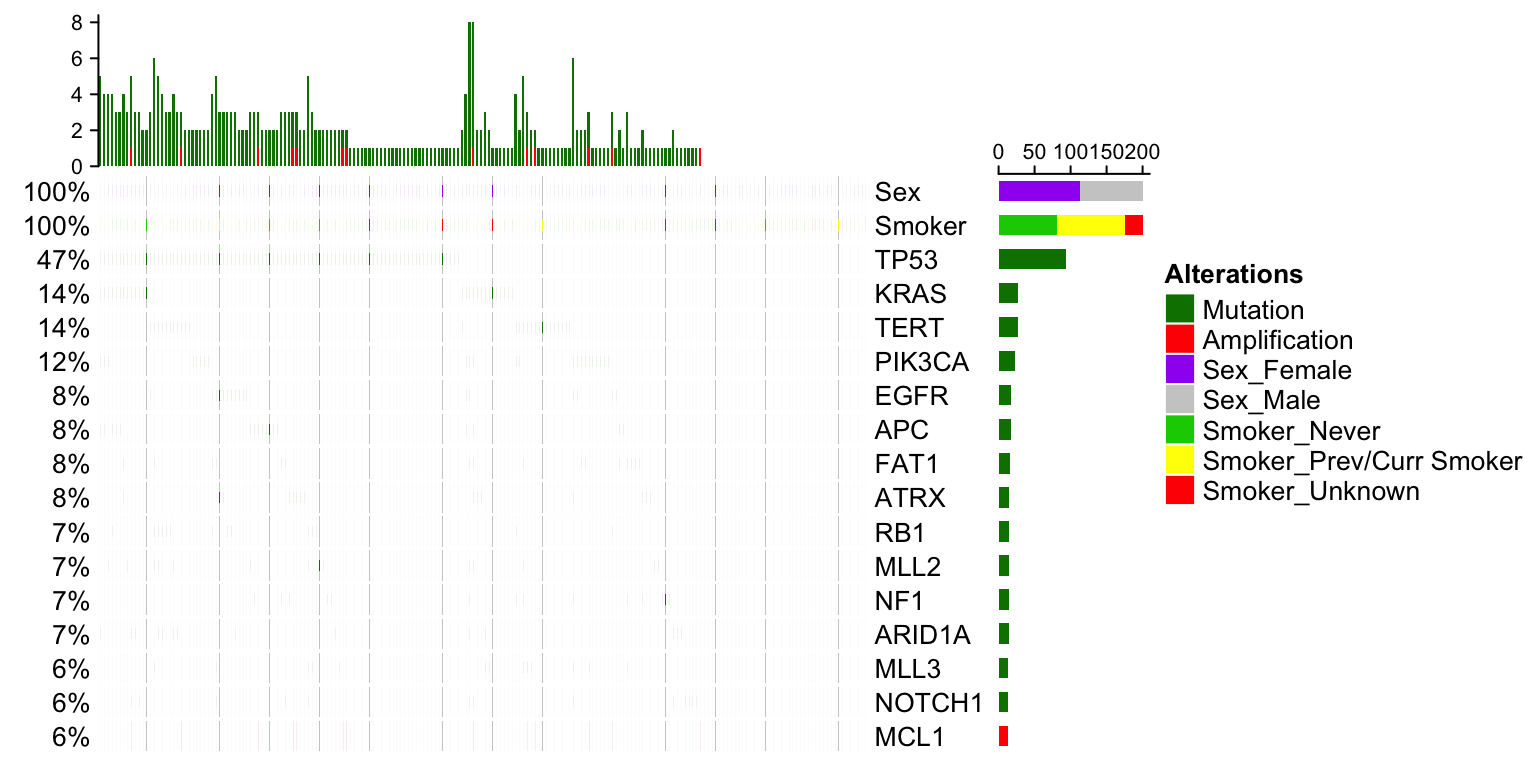 8
6
4
2
0
0 50 100 150 200
100% Sex
100% Smoker
47% TP53
14% KRAS
14% TERT
12% PIK3CA
8% EGFR
8% APC
8% FAT1
8% ATRX
7% RB1
7% MLL2
7% NF1
7% ARID1A
6% MLL3
6% NOTCH1
6% MCL1
Alterations
Mutation
Amplification
Sex_Female
Sex_Male
Smoker_Never
Smoker_Prev/Curr Smoker
Smoker_Unknown